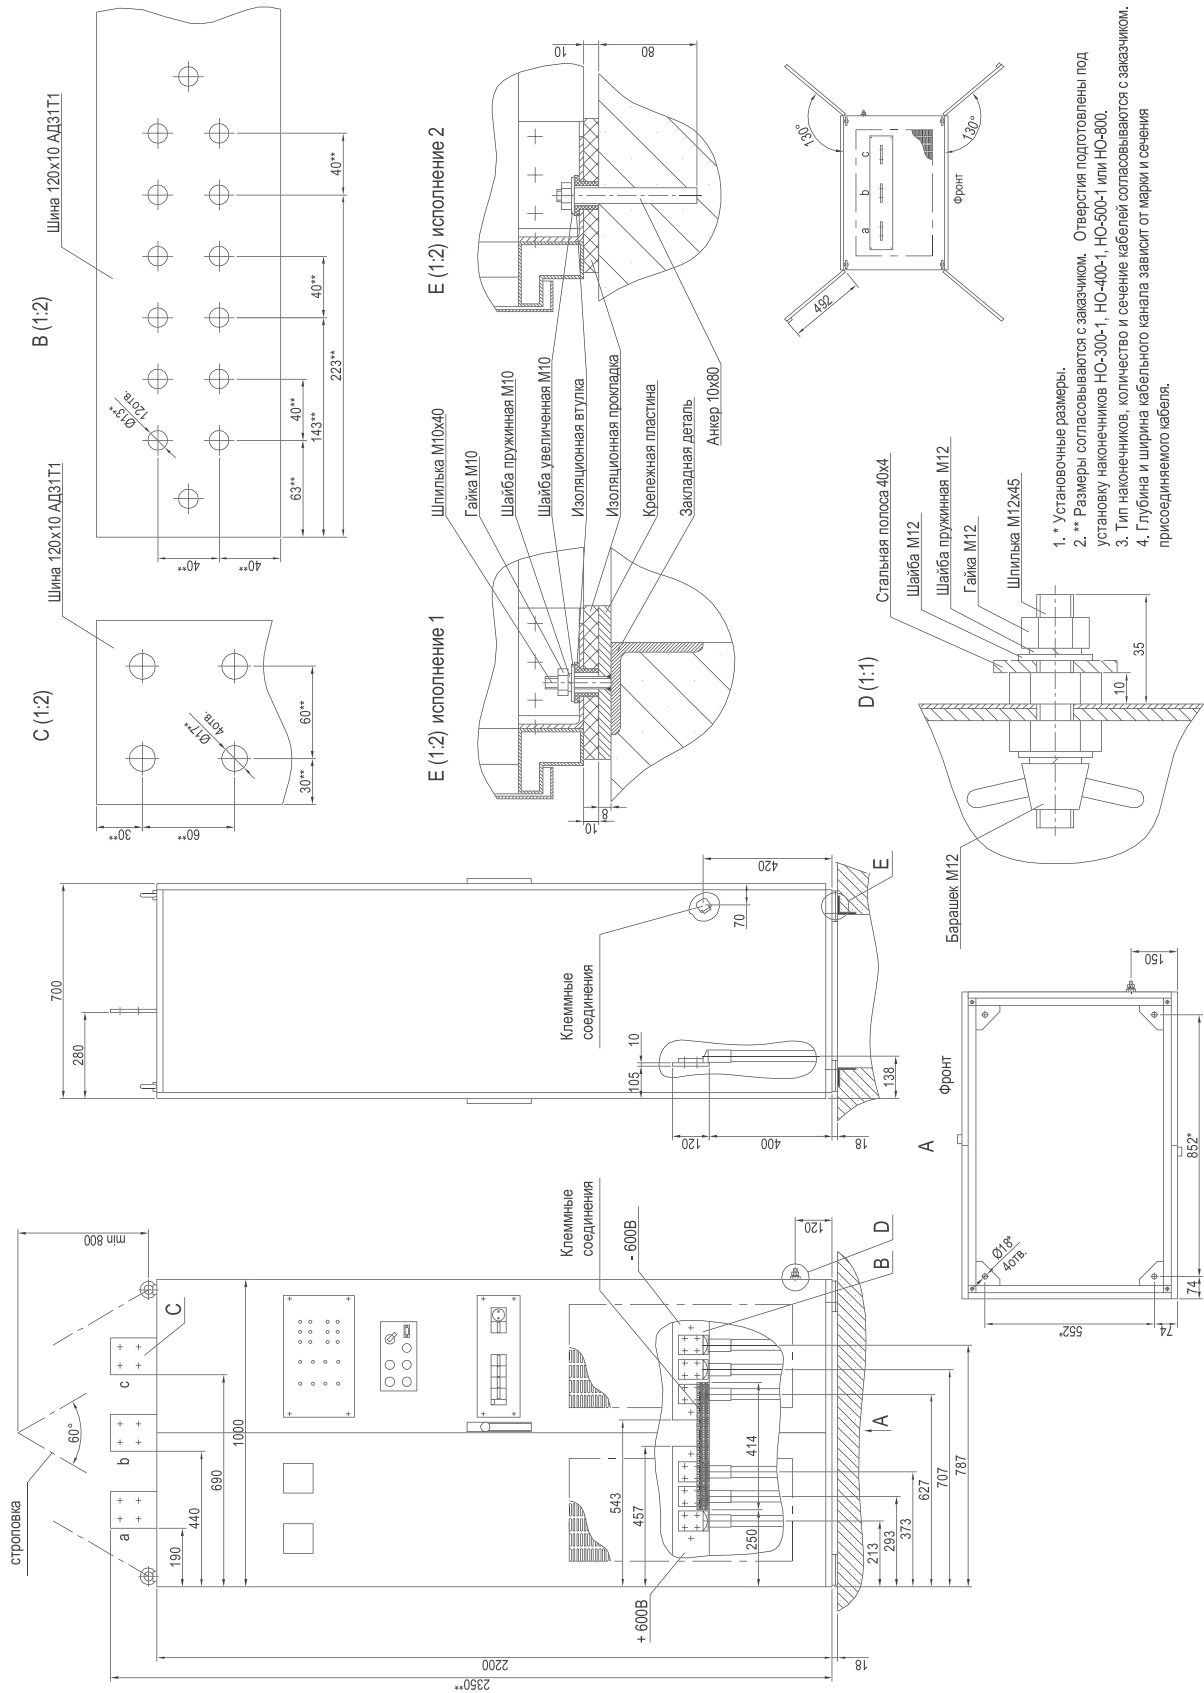 строповка
60°
min 800
a
b
c
C
190
440
690
1000
2350**
2200
18
+ 600В
- 600В
Клеммные
соединения
543
457
414
250
213
293
373
627
707
787
120
A
B
D
700
280
Клеммные
соединения
420
70
10
105
120
400
138
18
E
A
Фронт
150
Ø18*
4отв.
74
852*
552*
74
C (1:2)
Шина 120х10 АД31Т1
Ø17**
4отв.
30**
60**
30**
60**
B (1:2)
Шина 120х10 АД31Т1
Ø13**
12отв.
40**
40**
63**
40**
143**
40**
223**
40**
E (1:2) исполнение 1
10
8
Шпилька М10х40
Гайка М10
Шайба пружинная М10
Шайба увеличенная М10
Изоляционная втулка
Изоляционная прокладка
Крепежная пластина
Закладная деталь
Анкер 10х80
E (1:2) исполнение 2
10
80
D (1:1)
Барашек М12
Стальная полоса 40х4
Шайба М12
Шайба пружинная М12
Гайка М12
Шпилька М12х45
10
35
130°
130°
492
a
b
c
Фронт
1. * Установочные размеры.
2. ** Размеры согласовываются с заказчиком. Отверстия подготовлены под
установку наконечников НО-300-1, НО-400-1, НО-500-1 или НО-800.
3. Тип наконечников, количество и сечение кабелей согласовываются с заказчиком.
4. Глубина и ширина кабельного канала зависит от марки и сечения
присоединяемого кабеля.